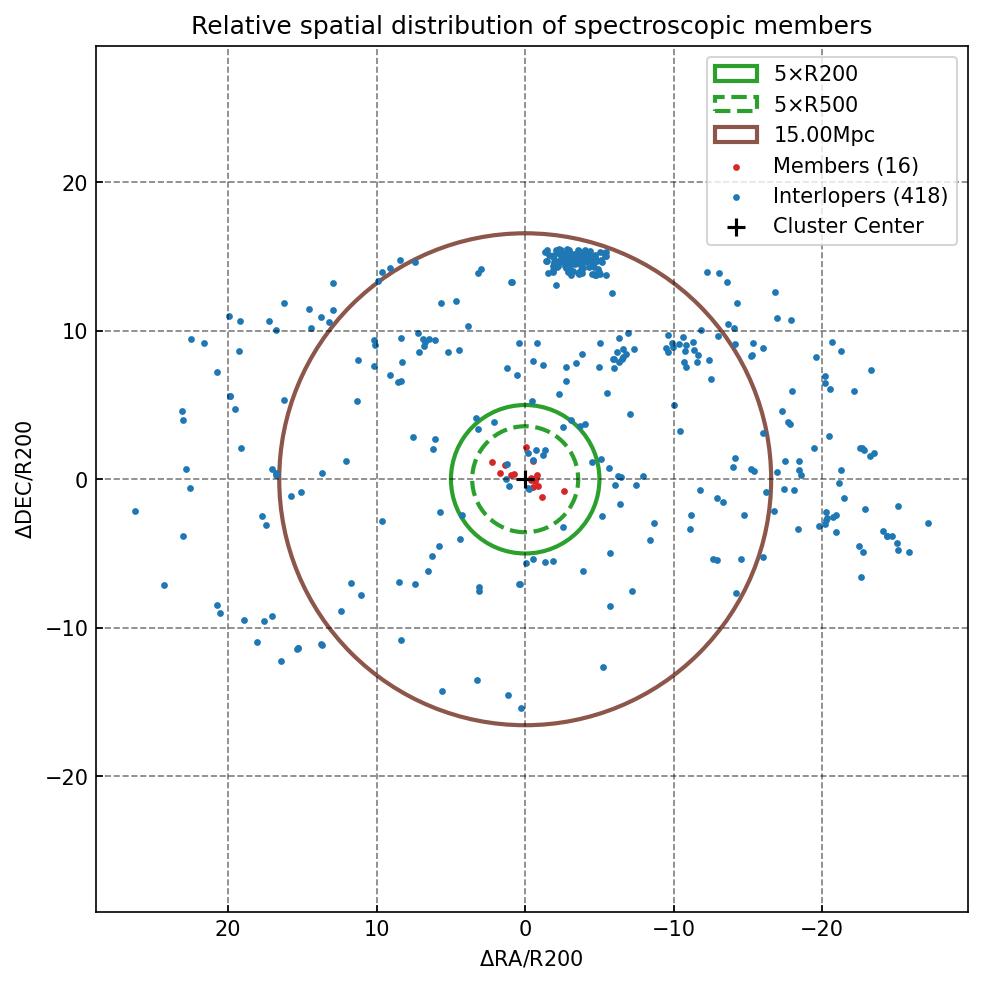 Relative spatial distribution of spectroscopic members
5×R200
5×R500
15.00Mpc
Members (16)
Interlopers (418)
Cluster Center
ΔDEC/R200
20
10
0
−10
−20
20 10 0 −10 −20
ΔRA/R200